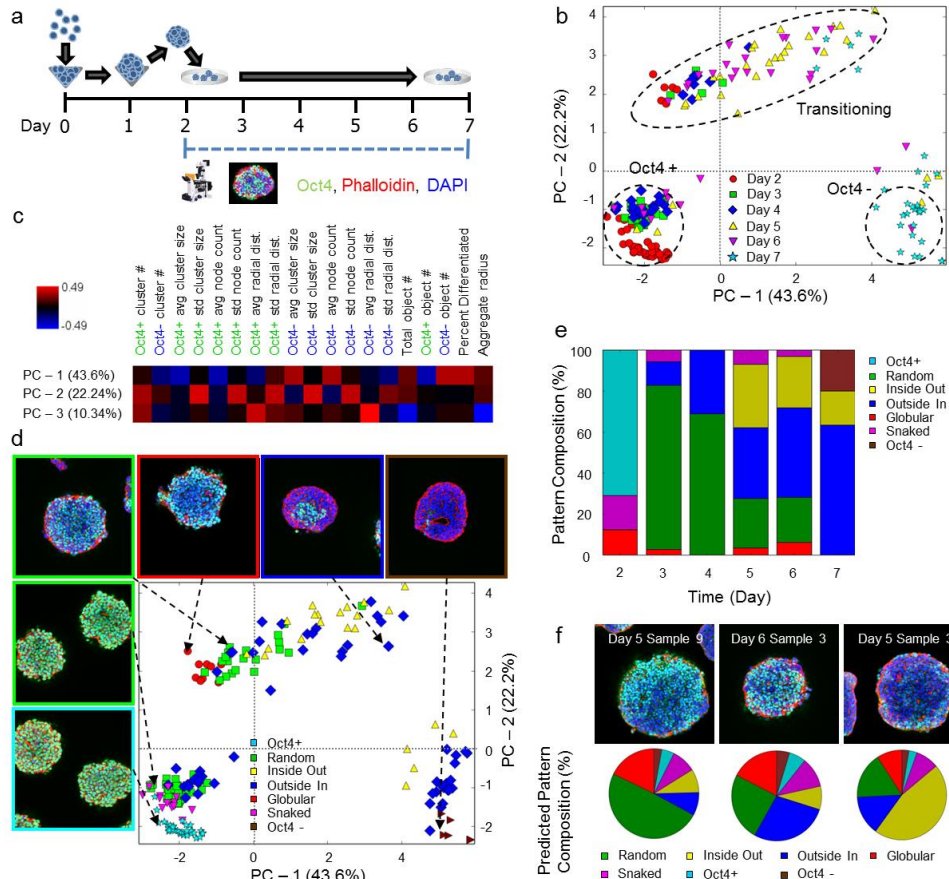 a
Day 0 1 2 3 4 5 6 7
Oct4, Phalloidin, DAPI
b
PC – 2 (22.2%)
4
3
2
1
0
-1
-2
Transitioning
Oct4 +
Oct4 -
Day 2
Day 3
Day 4
Day 5
Day 6
Day 7
-2 0 2 4
PC – 1 (43.6%)
c
0.49
-0.49
Oct4+ cluster #
Oct4- cluster #
Oct4+ avg cluster size
Oct4+ std cluster size
Oct4+ avg node count
Oct4+ std node count
Oct4+ avg radial dist.
Oct4+ std radial dist.
Oct4- avg cluster size
Oct4- std cluster size
Oct4- avg node count
Oct4- std node count
Oct4- avg radial dist.
Oct4- std radial dist.
Total object #
Oct4+ object #
Oct4- object #
Percent Differentiated
Aggregate radius
PC – 1 (43.6%)
PC – 2 (22.24%)
PC – 3 (10.34%)
d
4
3
2
1
0
-1
-2
PC – 2 (22.2%)
Oct4+
Random
Inside Out
Outside In
Globular
Snaked
Oct4 -
-2 0 2 4
PC – 1 (43.6%)
e
Pattern Composition (%)
100
80
60
40
20
0
2 3 4 5 6 7
Time (Day)
Oct4+
Random
Inside Out
Outside In
Globular
Snaked
Oct4 -
f
Day 5 Sample 9
Day 6 Sample 3
Day 5 Sample 3
Predicted Pattern
Composition (%)
Random Inside Out Outside In Globular
Snaked Oct4+ Oct4 -